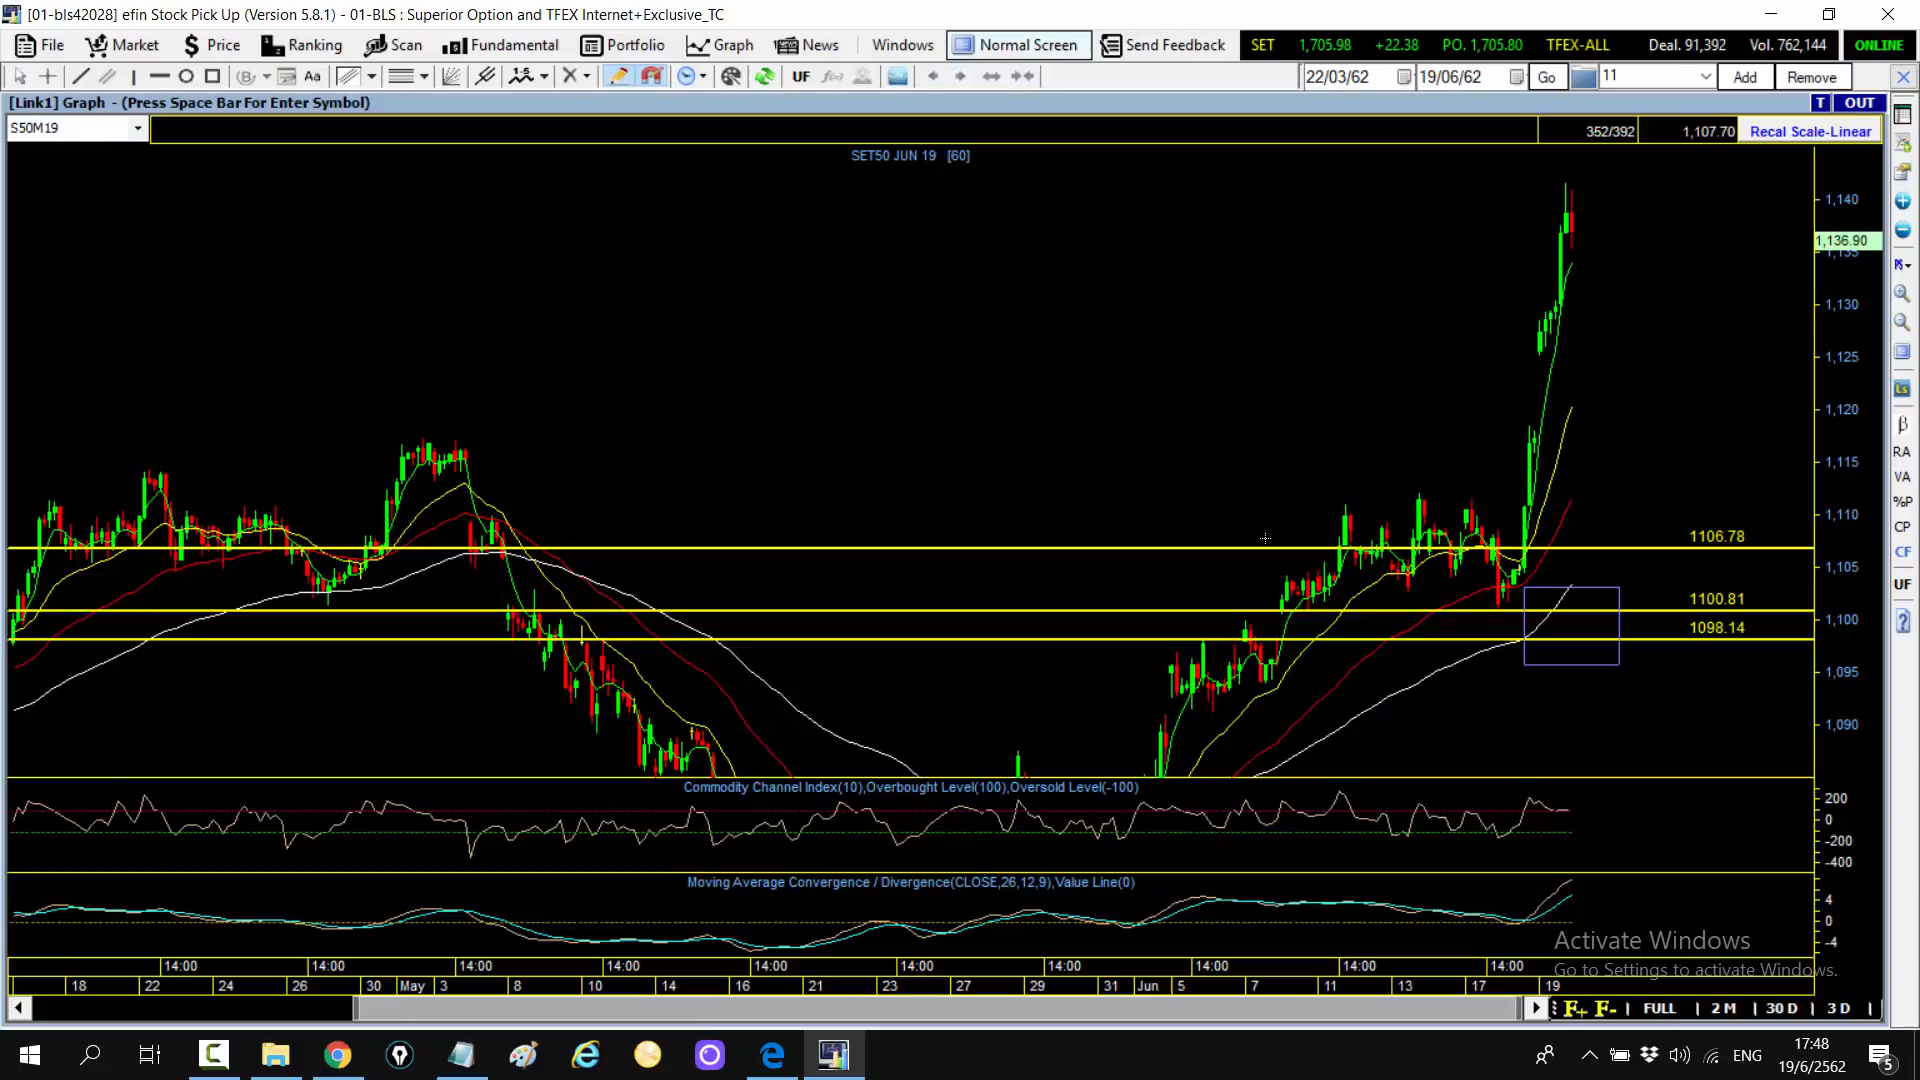 [01-bls42028] efin Stock Pick Up (Version 5.8.1) - 01-BLS : Superior Option and TFEX Internet+Exclusive_TC
File Market Price Ranking Scan Fundamental Portfolio Graph News Windows Normal Screen Send Feedback SET 1,705.98 +22.38 PO. 1,705.80 TFEX-ALL Deal. 91,392 Vol. 762,144 ONLINE
Aa UF f(x) 22/03/62 19/06/62 Go 11 Add Remove
[Link1] Graph - (Press Space Bar For Enter Symbol) T OUT
S50M19 352/392 1,107.70 Recal Scale-Linear
SET50 JUN 19 [60]
1,140
1,136.90
1,135
1,130
1,125
1,120
1,115
1,110
1106.78
1,105
1100.81
1,100
1098.14
1,095
1,090
Ls
β
RA
VA
%P
CP
CF
UF
?
Commodity Channel Index(10),Overbought Level(100),Oversold Level(-100)
200
0
-200
-400
Moving Average Convergence / Divergence(CLOSE,26,12,9),Value Line(0)
4
0
-4
Activate Windows
Go to Settings to activate Windows.
14:00 14:00 14:00 14:00 14:00 14:00 14:00 14:00 14:00 14:00
18 22 24 26 30 May 3 8 10 14 16 21 23 27 29 31 Jun 5 7 11 13 17 19
F+ F- | FULL | 2 M | 30 D | 3 D |
ENG 17:48
19/6/2562
5